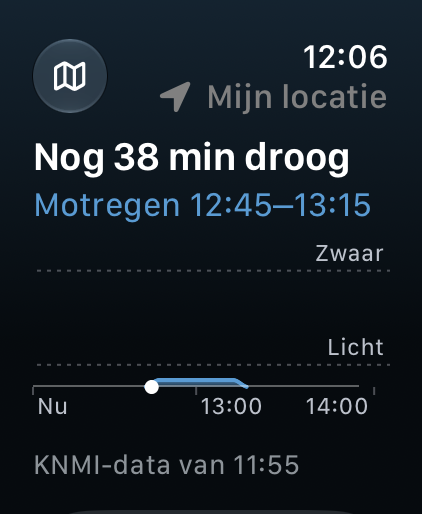 12:06
Mijn locatie
Nog 38 min droog
Motregen 12:45–13:15
Zwaar
Licht
Nu 13:00 14:00
KNMI-data van 11:55